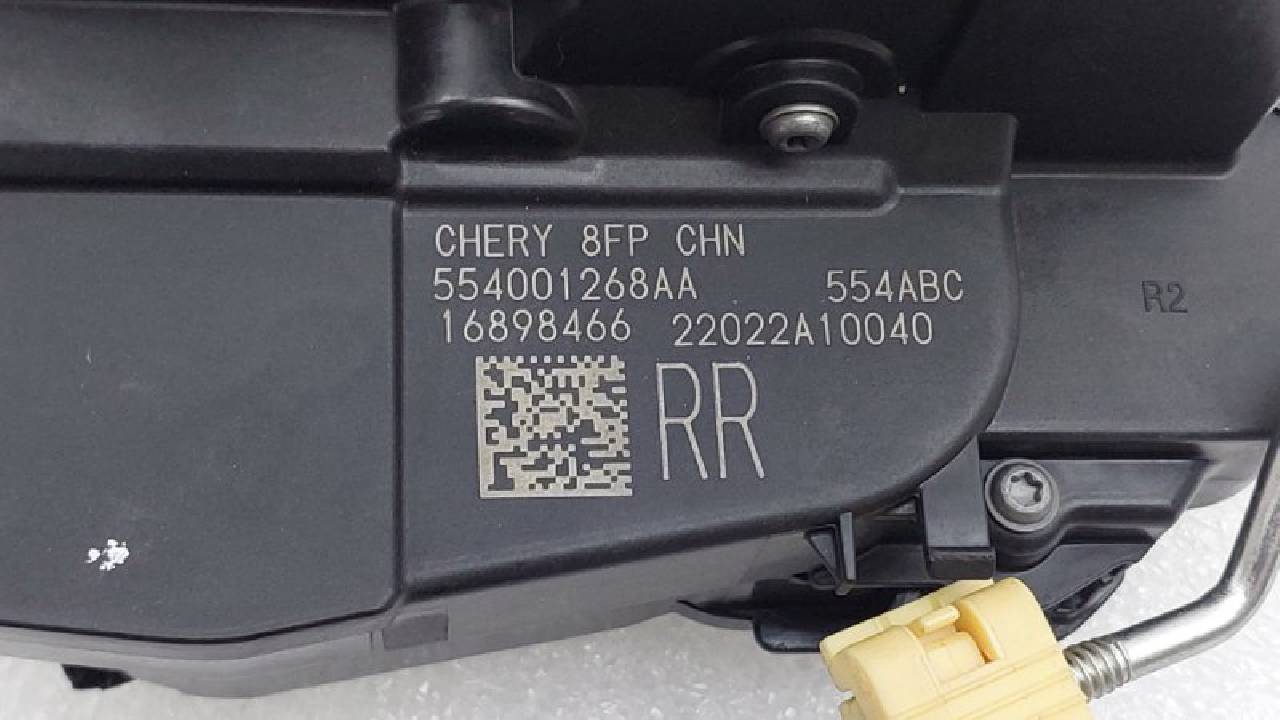 CHERY 8FP CHN
554001268AA 554ABC
16898466 22022A10040
RR
R2